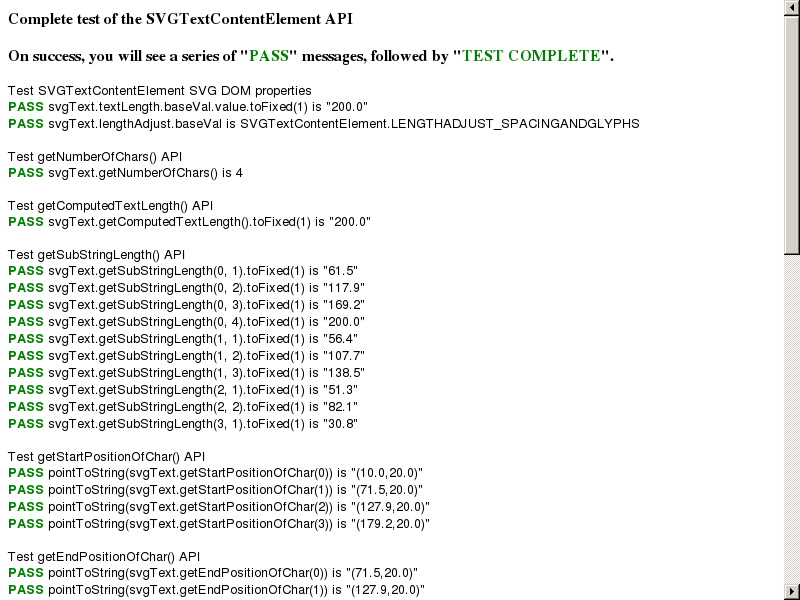 Complete test of the SVGTextContentElement API
On success, you will see a series of "PASS" messages, followed by "TEST COMPLETE".
Test SVGTextContentElement SVG DOM properties
PASS svgText.textLength.baseVal.value.toFixed(1) is "200.0"
PASS svgText.lengthAdjust.baseVal is SVGTextContentElement.LENGTHADJUST_SPACINGANDGLYPHS
Test getNumberOfChars() API
PASS svgText.getNumberOfChars() is 4
Test getComputedTextLength() API
PASS svgText.getComputedTextLength().toFixed(1) is "200.0"
Test getSubStringLength() API
PASS svgText.getSubStringLength(0, 1).toFixed(1) is "61.5"
PASS svgText.getSubStringLength(0, 2).toFixed(1) is "117.9"
PASS svgText.getSubStringLength(0, 3).toFixed(1) is "169.2"
PASS svgText.getSubStringLength(0, 4).toFixed(1) is "200.0"
PASS svgText.getSubStringLength(1, 1).toFixed(1) is "56.4"
PASS svgText.getSubStringLength(1, 2).toFixed(1) is "107.7"
PASS svgText.getSubStringLength(1, 3).toFixed(1) is "138.5"
PASS svgText.getSubStringLength(2, 1).toFixed(1) is "51.3"
PASS svgText.getSubStringLength(2, 2).toFixed(1) is "82.1"
PASS svgText.getSubStringLength(3, 1).toFixed(1) is "30.8"
Test getStartPositionOfChar() API
PASS pointToString(svgText.getStartPositionOfChar(0)) is "(10.0,20.0)"
PASS pointToString(svgText.getStartPositionOfChar(1)) is "(71.5,20.0)"
PASS pointToString(svgText.getStartPositionOfChar(2)) is "(127.9,20.0)"
PASS pointToString(svgText.getStartPositionOfChar(3)) is "(179.2,20.0)"
Test getEndPositionOfChar() API
PASS pointToString(svgText.getEndPositionOfChar(0)) is "(71.5,20.0)"
PASS pointToString(svgText.getEndPositionOfChar(1)) is "(127.9,20.0)"